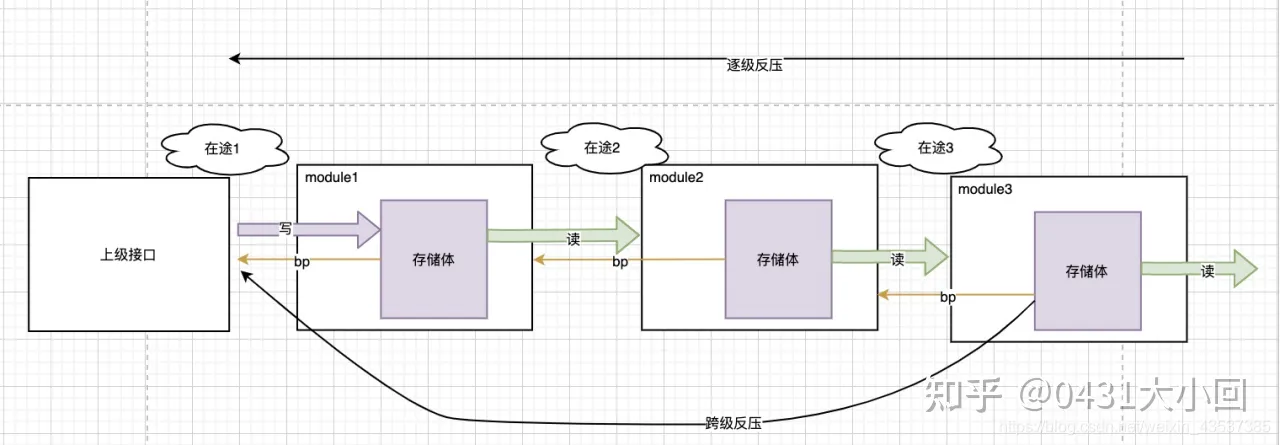 逐级反压
在途1
在途2
在途3
module1
module2
module3
上级接口
写
bp
存储体
读
bp
存储体
读
bp
存储体
读
跨级反压
知乎 @0431大小回
https://blog.csdn.net/weixin_43537385